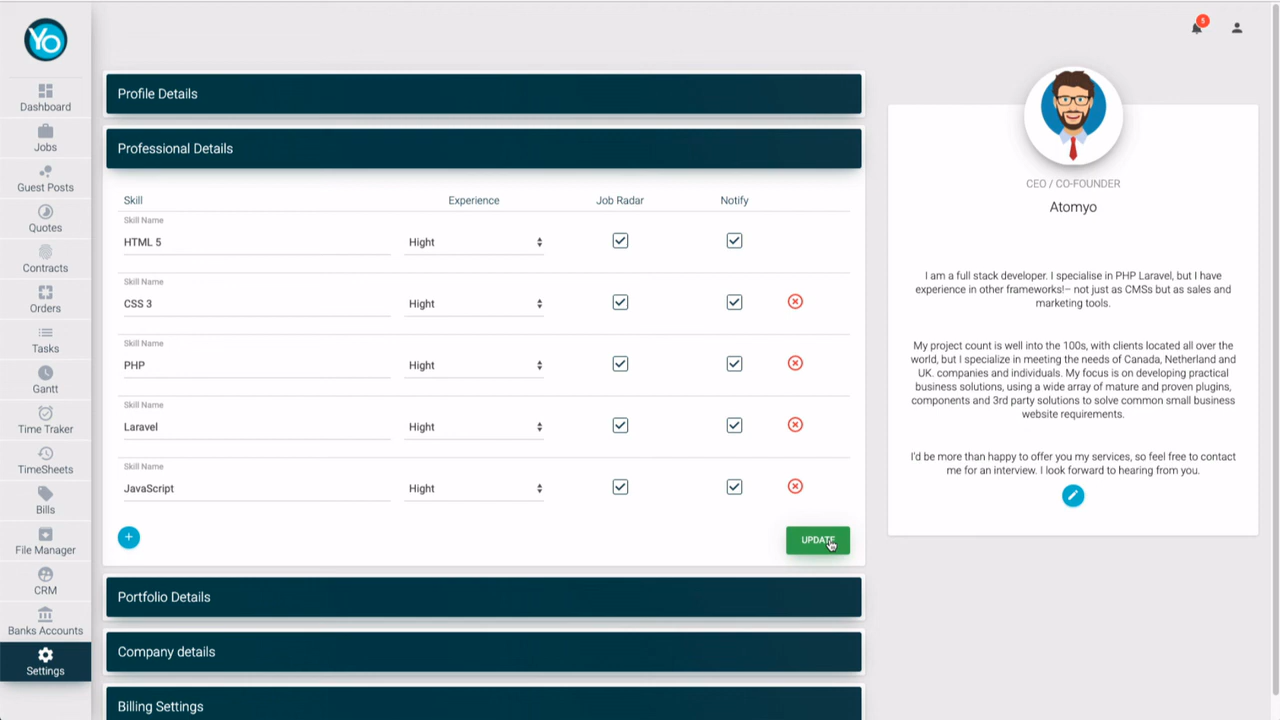 YO
5
Dashboard
Jobs
Guest Posts
Quotes
Contracts
Orders
Tasks
Gantt
Time Traker
TimeSheets
Bills
File Manager
CRM
Banks Accounts
Settings
Profile Details
Professional Details
Skill Experience Job Radar Notify
Skill Name
HTML 5 Hight
Skill Name
CSS 3 Hight
Skill Name
PHP Hight
Skill Name
Laravel Hight
Skill Name
JavaScript Hight
UPDATE
Portfolio Details
Company details
Billing Settings
CEO / CO-FOUNDER
Atomyo
I am a full stack developer. I specialise in PHP Laravel, but I have
experience in other frameworks!– not just as CMSs but as sales and
marketing tools.
My project count is well into the 100s, with clients located all over the
world, but I specialize in meeting the needs of Canada, Netherland and
UK. companies and individuals. My focus is on developing practical
business solutions, using a wide array of mature and proven plugins,
components and 3rd party solutions to solve common small business
website requirements.
I'd be more than happy to offer you my services, so feel free to contact
me for an interview. I look forward to hearing from you.